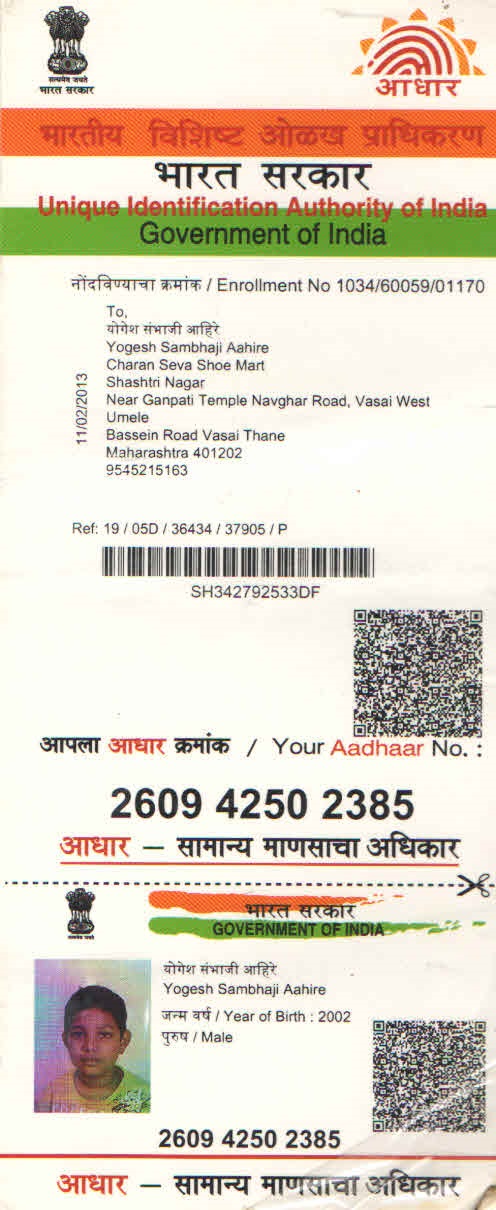 सत्यमेव जयते
भारत सरकार
आधार
भारतीय विशिष्ट ओळख प्राधिकरण
भारत सरकार
Unique Identification Authority of India
Government of India
नोंदविण्याचा क्रमांक / Enrollment No 1034/60059/01170
To,
योगेश संभाजी आहिरे
Yogesh Sambhaji Aahire
Charan Seva Shoe Mart
Shashtri Nagar
Near Ganpati Temple Navghar Road, Vasai West
Umele
Bassein Road Vasai Thane
Maharashtra 401202
9545215163
11/02/2013
Ref: 19 / 05D / 36434 / 37905 / P
SH342792533DF
आपला आधार क्रमांक / Your Aadhaar No. :
2609 4250 2385
आधार — सामान्य माणसाचा अधिकार
भारत सरकार
GOVERNMENT OF INDIA
योगेश संभाजी आहिरे
Yogesh Sambhaji Aahire
जन्म वर्ष / Year of Birth : 2002
पुरुष / Male
2609 4250 2385
आधार — सामान्य माणसाचा अधिकार